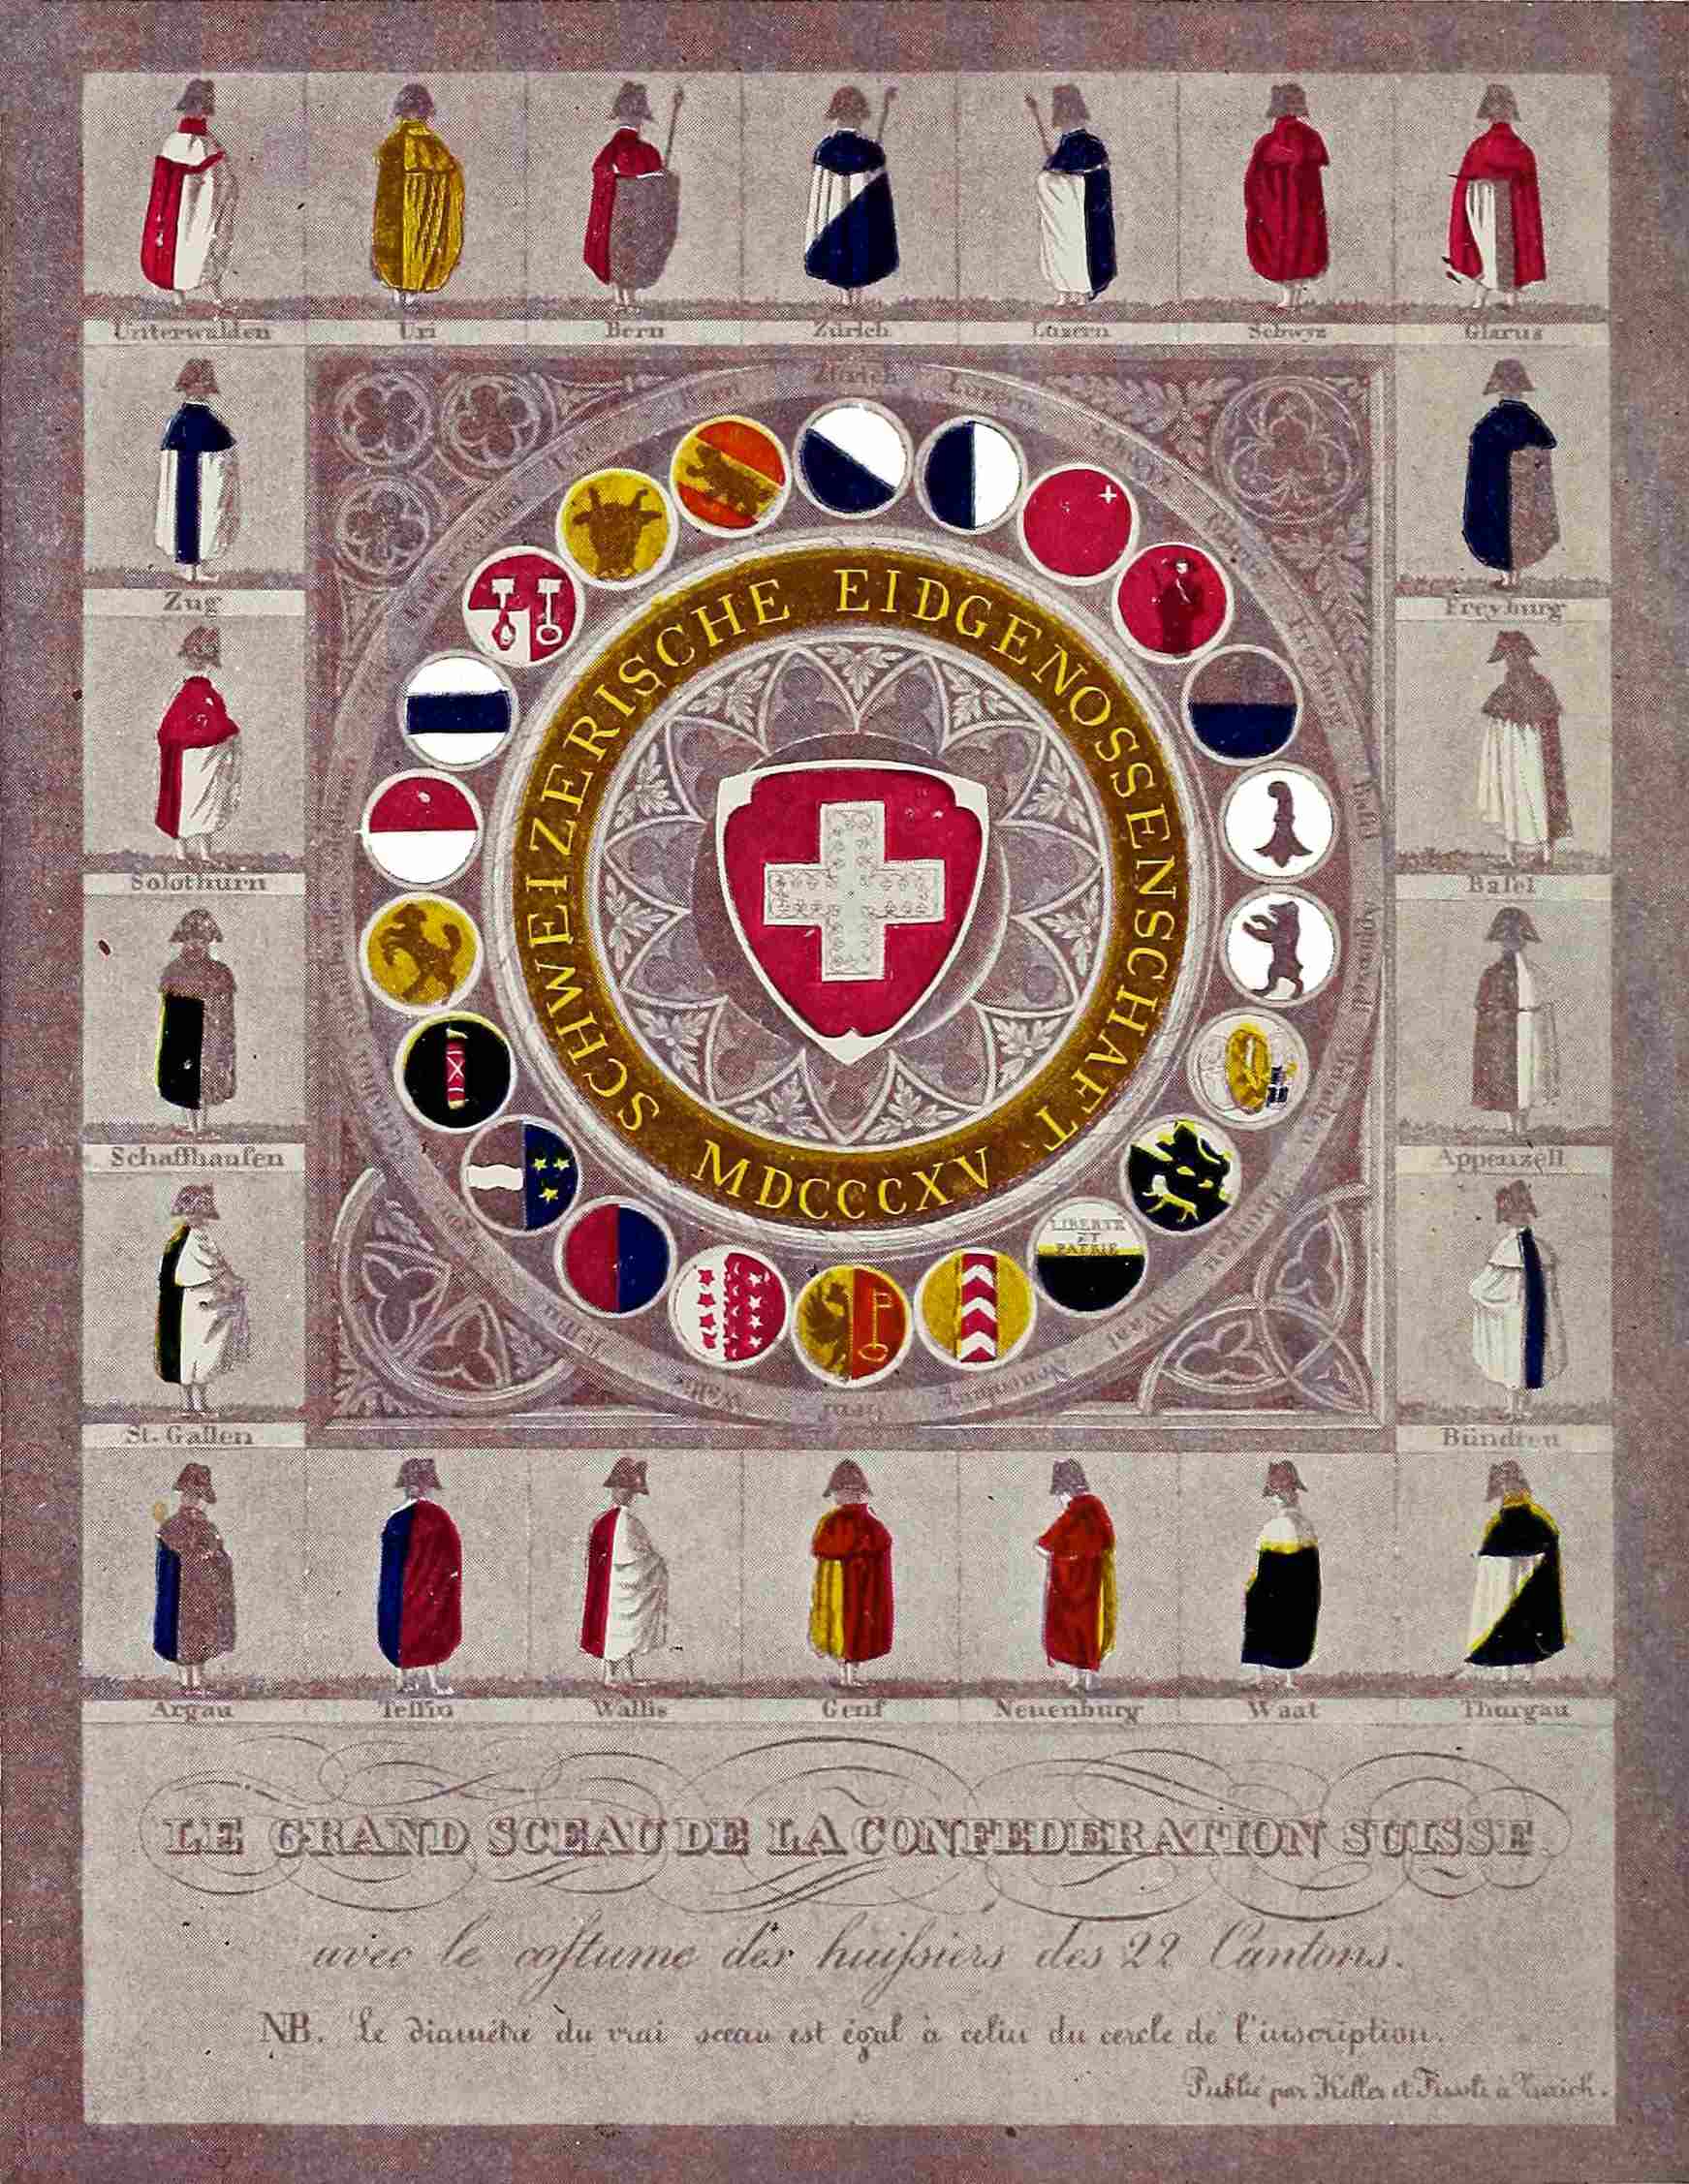 Unterwalden Uri Bern Zürich Luzern Schwyz Glarus
Zürich
Zug
Freyburg
SCHWEIZERISCHE EIDGENOSSENSCHAFT
MDCCCXV
Solothurn
Basel
Schaffhausen
Appenzell
LIBERTE
ET
PATRIE
St. Gallen
Bündten
Argau Tessin Wallis Genf Neuenburg Waat Thurgau
LE GRAND SCEAU DE LA CONFEDERATION SUISSE.
avec le costume des huissiers des 22 Cantons.
NB. Le diamétre du vrai sceau est égal à celui du cercle de l'inscription.
Publié par Keller et Fuesli à Zurich.